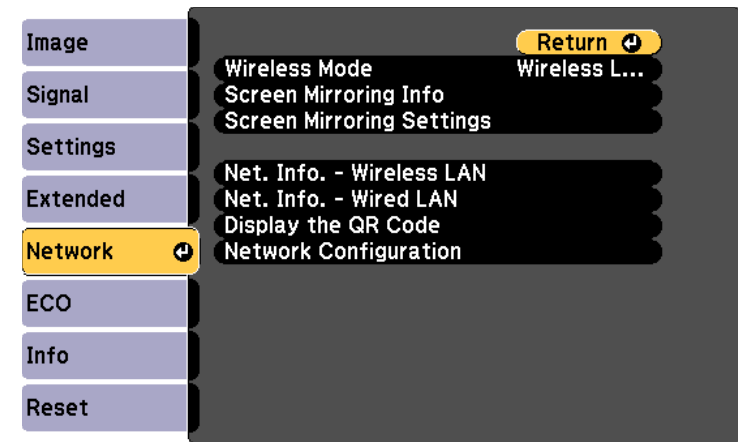 Image
Signal
Settings
Extended
Network
ECO
Info
Reset
Return
Wireless Mode Wireless L...
Screen Mirroring Info
Screen Mirroring Settings
Net. Info. - Wireless LAN
Net. Info. - Wired LAN
Display the QR Code
Network Configuration